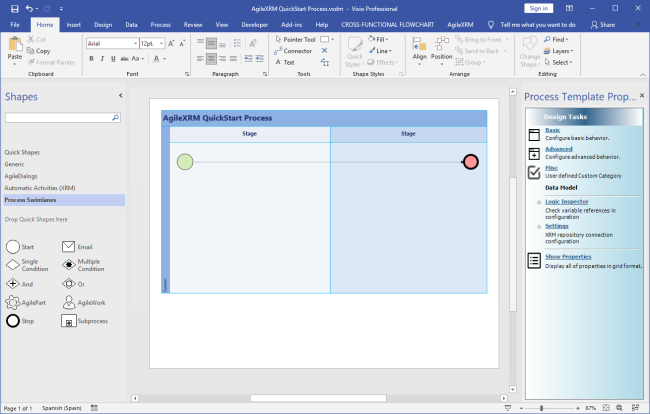 AgileXRM QuickStart Process.vsdm - Visio Professional
Sign in
File Home Insert Design Data Process Review View Developer Add-ins Help CROSS-FUNCTIONAL FLOWCHART AgileXRM Tell me what you want to do Share
Paste
Cut
Copy
Format Painter
Clipboard
Arial 12pt.
B I U abc Aa A
Font
Paragraph
Pointer Tool
Connector
A Text
Tools
Quick Styles
Fill
Line
Effects
Shape Styles
Align Position
Bring to Front
Send to Back
Group
Arrange
Change Shape
Find
Layers
Select
Editing
Shapes
Quick Shapes
Generic
AgileDialogs
Automatic Activities (XRM)
Process Swimlanes
Drop Quick Shapes here
Start Email
Single Condition
Multiple Condition
And Or
AgilePart AgileWork
Stop Subprocess
AgileXRM QuickStart Process
Stage Stage
Process Template Prop...
Design Tasks
Basic
Configure basic behavior.
Advanced
Configure advanced behavior.
Misc
User defined Custom Category
Data Model
Logic Inspector
Check variable references in
configuration
Settings
XRM repository connection
configuration
Show Properties
Display all of properties in grid format.
Page 1 of 1 Spanish (Spain) 67%